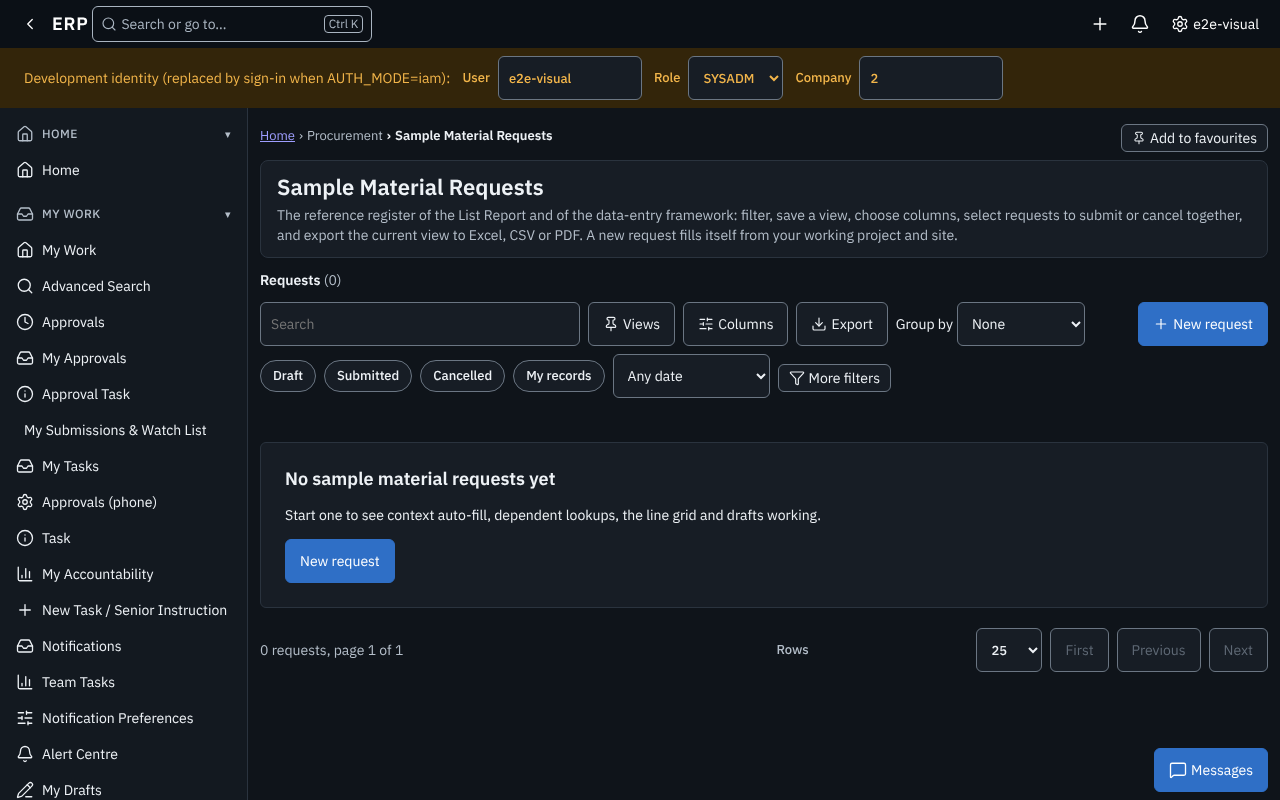 ERP
Search or go to...
Ctrl K
e2e-visual
Development identity (replaced by sign-in when AUTH_MODE=iam): User e2e-visual Role SYSADM Company 2
HOME
Home
MY WORK
My Work
Advanced Search
Approvals
My Approvals
Approval Task
My Submissions & Watch List
My Tasks
Approvals (phone)
Task
My Accountability
New Task / Senior Instruction
Notifications
Team Tasks
Notification Preferences
Alert Centre
My Drafts
Home › Procurement › Sample Material Requests
Add to favourites
Sample Material Requests
The reference register of the List Report and of the data-entry framework: filter, save a view, choose columns, select requests to submit or cancel together,
and export the current view to Excel, CSV or PDF. A new request fills itself from your working project and site.
Requests (0)
Search
Views
Columns
Export
Group by None
New request
Draft
Submitted
Cancelled
My records
Any date
More filters
No sample material requests yet
Start one to see context auto-fill, dependent lookups, the line grid and drafts working.
New request
0 requests, page 1 of 1
Rows
25
First
Previous
Next
Messages